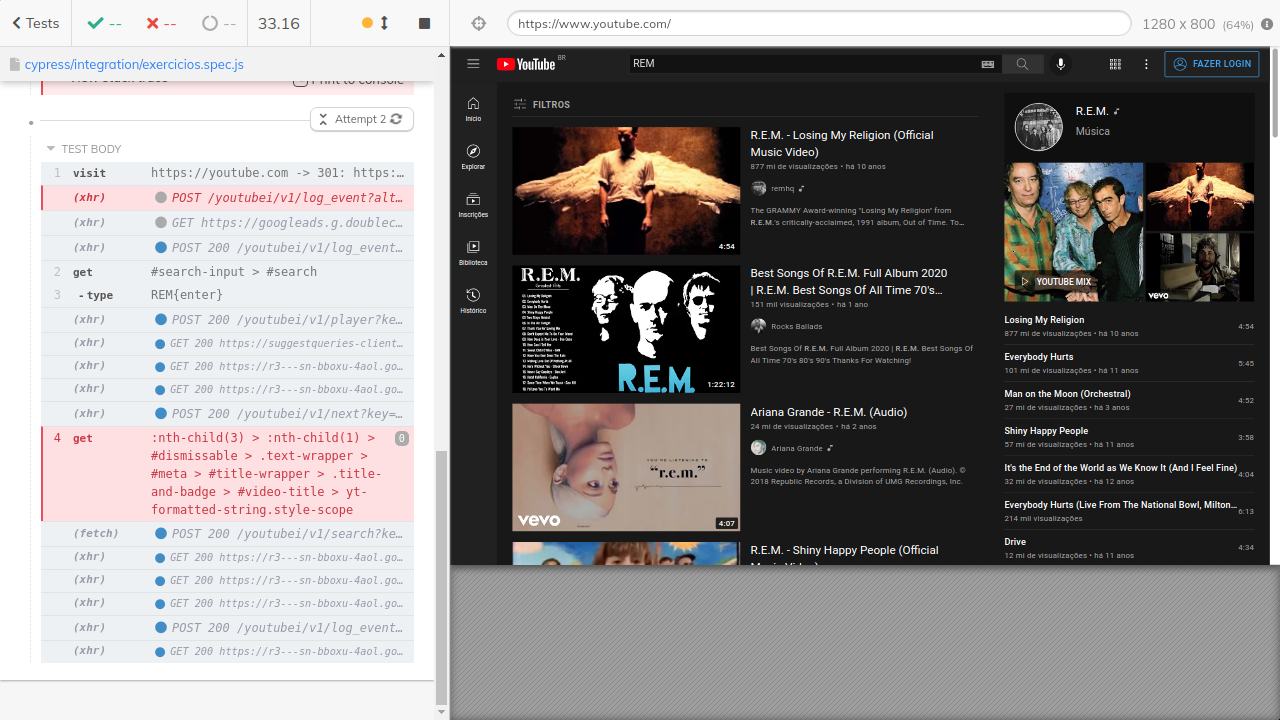 Tests
--
--
--
33.16
https://www.youtube.com/
1280 x 800 (64%)
cypress/integration/exercicios.spec.js
Attempt 2
TEST BODY
1 visit https://youtube.com -> 301: https:…
(xhr) POST /youtubei/v1/log_event?alt…
(xhr) GET https://googleads.g.doublec…
(xhr) POST 200 /youtubei/v1/log_event…
2 get #search-input > #search
3 - type REM{enter}
(xhr) POST 200 /youtubei/v1/player?ke…
(xhr) GET 200 https://suggestqueries-client…
(xhr) GET 200 https://r3---sn-bboxu-4aol.go…
(xhr) GET 200 https://r3---sn-bboxu-4aol.go…
(xhr) POST 200 /youtubei/v1/next?key=…
4 get :nth-child(3) > :nth-child(1) > 0
#dismissable > .text-wrapper
> #meta > #title-wrapper > .title-
and-badge > #video-title > yt-
formatted-string.style-scope
(fetch) POST 200 /youtubei/v1/search?ke…
(xhr) GET 200 https://r3---sn-bboxu-4aol.go…
(xhr) GET 200 https://r3---sn-bboxu-4aol.go…
(xhr) GET 200 https://r3---sn-bboxu-4aol.go…
(xhr) POST 200 /youtubei/v1/log_event…
(xhr) GET 200 https://r3---sn-bboxu-4aol.go…
YouTube BR
REM
FAZER LOGIN
Início
Explorar
Inscrições
Biblioteca
Histórico
FILTROS
4:54
R.E.M. - Losing My Religion (Official
Music Video)
877 mi de visualizações • há 10 anos
remhq
The GRAMMY Award-winning "Losing My Religion" from
R.E.M.'s critically-acclaimed, 1991 album, Out of Time. To…
R.E.M.
Greatest Hits
R.E.M.
1:22:12
Best Songs Of R.E.M. Full Album 2020
| R.E.M. Best Songs Of All Time 70's…
151 mil visualizações • há 1 ano
Rocks Ballads
Best Songs Of R.E.M. Full Album 2020 | R.E.M. Best Songs Of
All Time 70's 80's 90's Thanks For Watching!
YOU'RE LISTENING TO
“r.e.m.”
vevo
4:07
Ariana Grande - R.E.M. (Audio)
24 mi de visualizações • há 2 anos
Ariana Grande
Music video by Ariana Grande performing R.E.M. (Audio). ©
2018 Republic Records, a Division of UMG Recordings, Inc.
R.E.M. - Shiny Happy People (Official
Music Video)
R.E.M.
Música
YOUTUBE MIX
vevo
Losing My Religion
877 mi de visualizações • há 10 anos
4:54
Everybody Hurts
101 mi de visualizações • há 11 anos
5:45
Man on the Moon (Orchestral)
27 mi de visualizações • há 3 anos
4:52
Shiny Happy People
57 mi de visualizações • há 11 anos
3:58
It's the End of the World as We Know It (And I Feel Fine)
32 mi de visualizações • há 12 anos
4:04
Everybody Hurts (Live From The National Bowl, Milton…
214 mil visualizações
6:13
Drive
12 mi de visualizações • há 11 anos
4:34